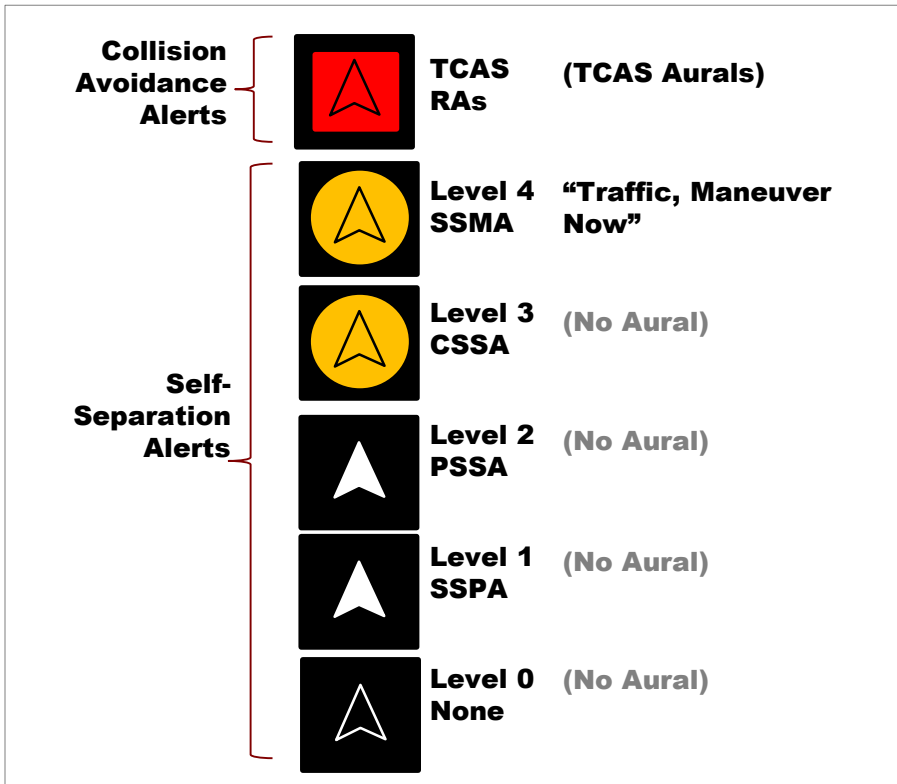 Collision
Avoidance
Alerts
TCAS
RAs
(TCAS Aurals)
Level 4
SSMA
“Traffic, Maneuver
Now”
Level 3
CSSA
(No Aural)
Self-
Separation
Alerts
Level 2
PSSA
(No Aural)
Level 1
SSPA
(No Aural)
Level 0
None
(No Aural)